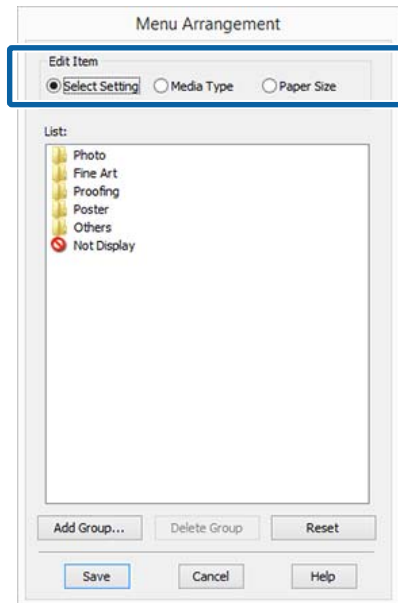 Menu Arrangement
Edit Item
Select Setting Media Type Paper Size
List:
Photo
Fine Art
Proofing
Poster
Others
Not Display
Add Group... Delete Group Reset
Save Cancel Help